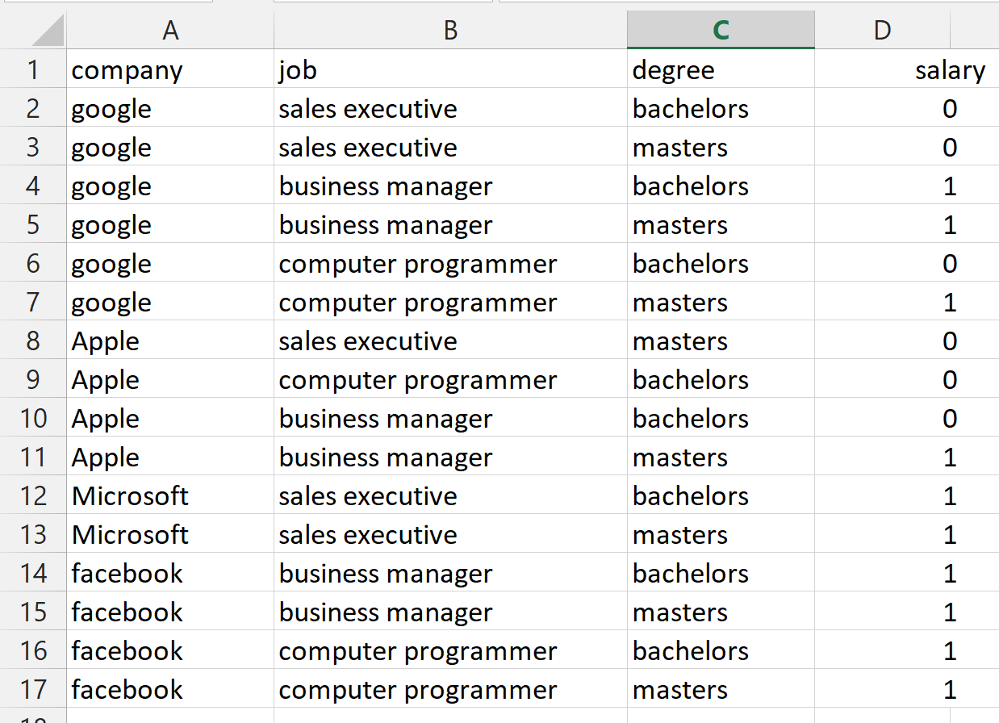 A B C D
1 company job degree salary
2 google sales executive bachelors 0
3 google sales executive masters 0
4 google business manager bachelors 1
5 google business manager masters 1
6 google computer programmer bachelors 0
7 google computer programmer masters 1
8 Apple sales executive masters 0
9 Apple computer programmer bachelors 0
10 Apple business manager bachelors 0
11 Apple business manager masters 1
12 Microsoft sales executive bachelors 1
13 Microsoft sales executive masters 1
14 facebook business manager bachelors 1
15 facebook business manager masters 1
16 facebook computer programmer bachelors 1
17 facebook computer programmer masters 1